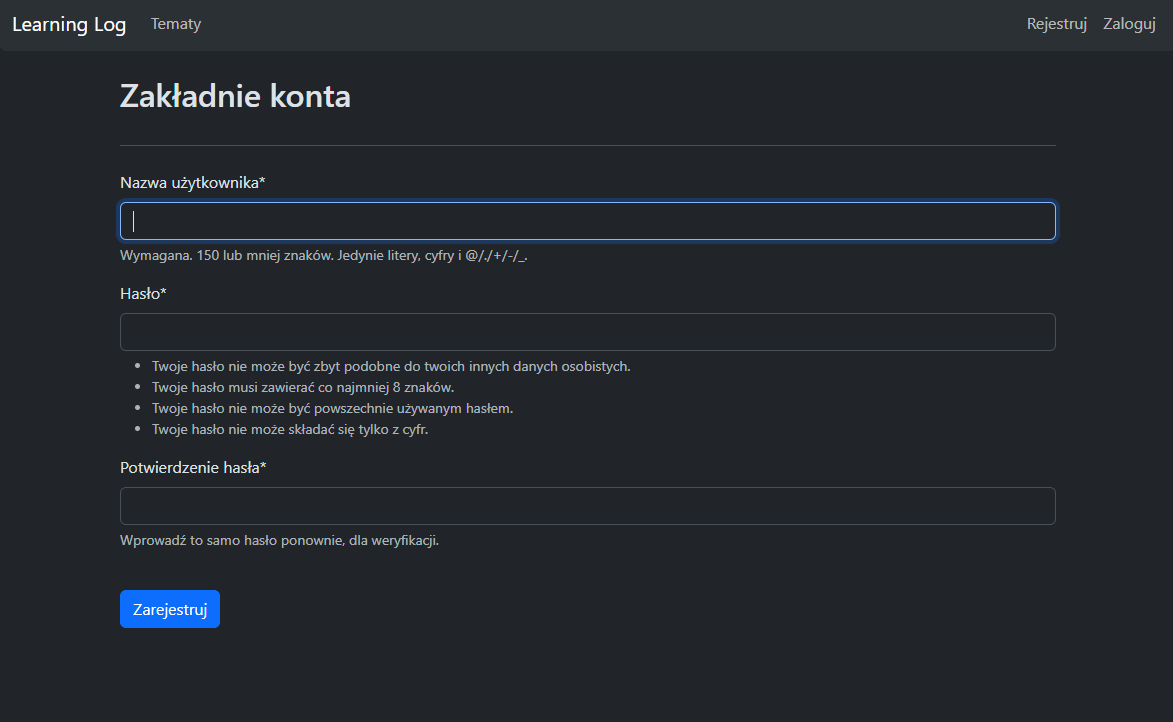 Learning Log Tematy Rejestruj Zaloguj
Zakładnie konta
Nazwa użytkownika*
Wymagana. 150 lub mniej znaków. Jedynie litery, cyfry i @/./+/-/_.
Hasło*
Twoje hasło nie może być zbyt podobne do twoich innych danych osobistych.
Twoje hasło musi zawierać co najmniej 8 znaków.
Twoje hasło nie może być powszechnie używanym hasłem.
Twoje hasło nie może składać się tylko z cyfr.
Potwierdzenie hasła*
Wprowadź to samo hasło ponownie, dla weryfikacji.
Zarejestruj